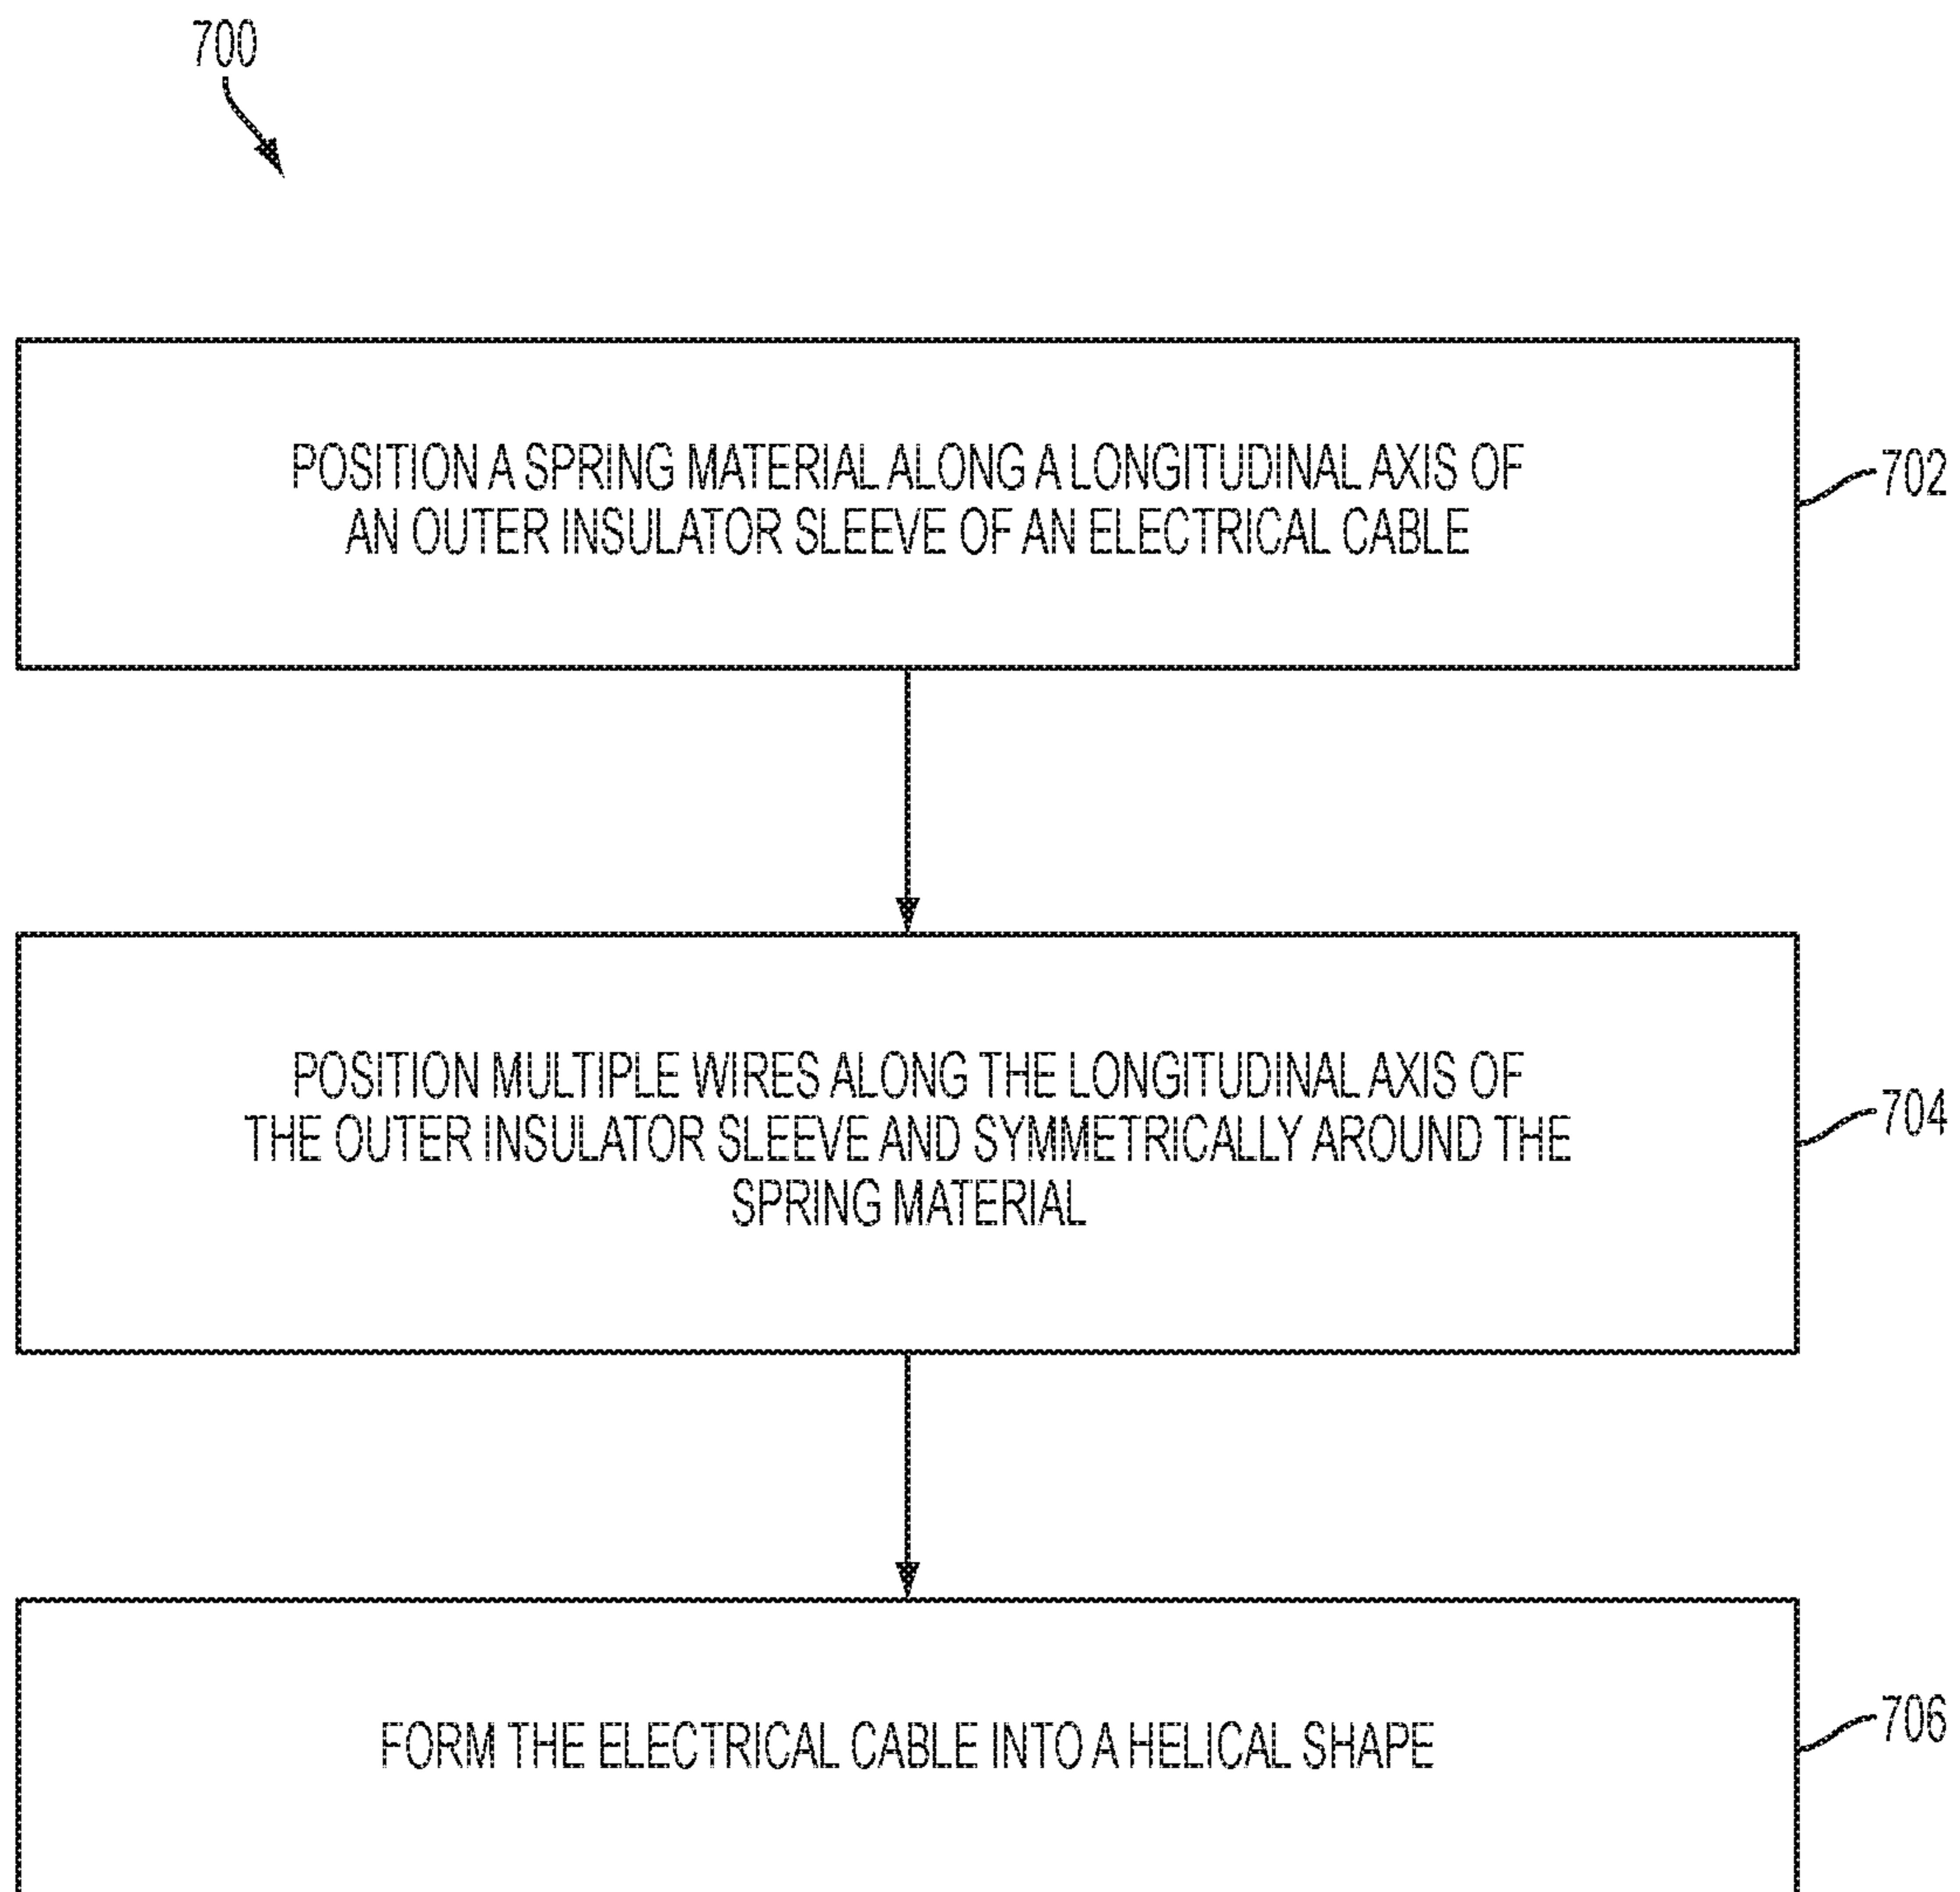 700
POSITION A SPRING MATERIAL ALONG A LONGITUDINAL AXIS OF
AN OUTER INSULATOR SLEEVE OF AN ELECTRICAL CABLE
702
POSITION MULTIPLE WIRES ALONG THE LONGITUDINAL AXIS OF
THE OUTER INSULATOR SLEEVE AND SYMMETRICALLY AROUND THE
SPRING MATERIAL
704
FORM THE ELECTRICAL CABLE INTO A HELICAL SHAPE
706